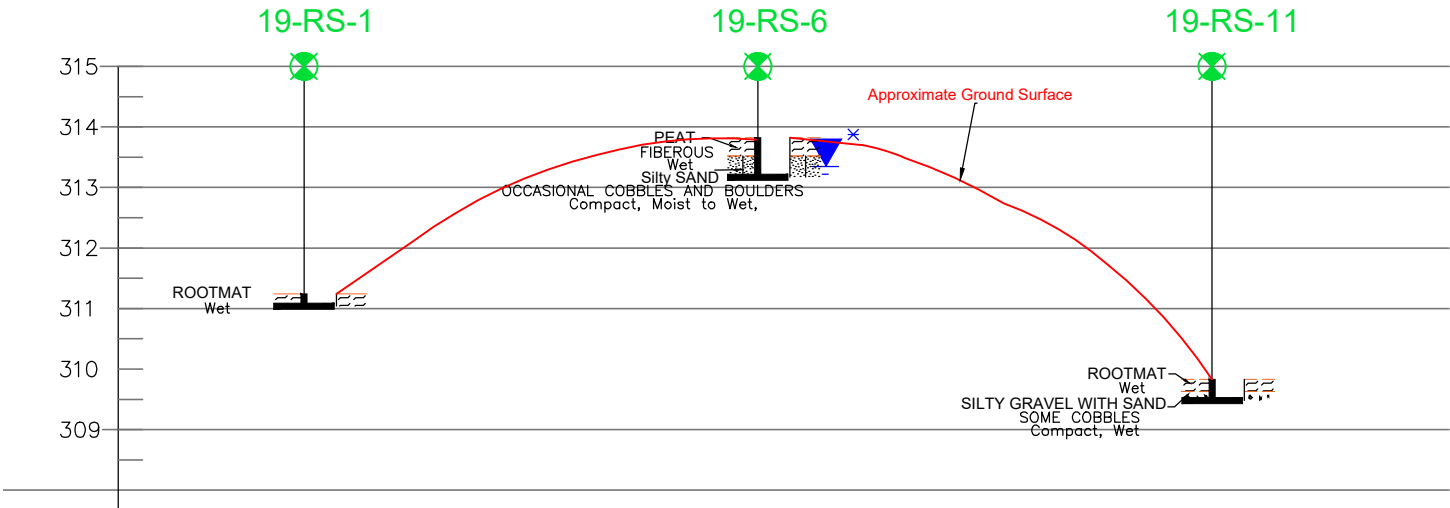 19-RS-1
19-RS-6
19-RS-11
315
Approximate Ground Surface
314
PEAT
FIBEROUS
Wet
Silty SAND
313
OCCASIONAL COBBLES AND BOULDERS
Compact, Moist to Wet,
312
ROOTMAT
Wet
311
310
ROOTMAT
Wet
SILTY GRAVEL WITH SAND
SOME COBBLES
Compact, Wet
309